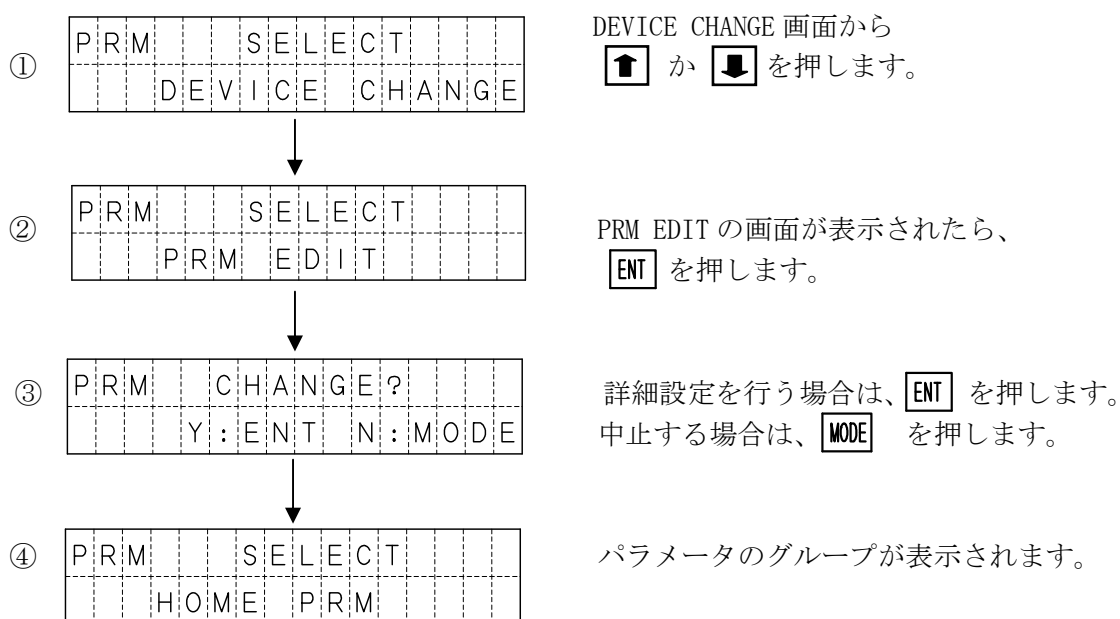 ①
PRM   SELECT
   DEVICE CHANGE
DEVICE CHANGE 画面から
⬆ か ⬇ を押します。
②
PRM   SELECT
   PRM EDIT
PRM EDIT の画面が表示されたら、
ENT を押します。
③
PRM  CHANGE?
    Y:ENT N:MODE
詳細設定を行う場合は、ENT を押します。
中止する場合は、MODE を押します。
④
PRM   SELECT
   HOME PRM
パラメータのグループが表示されます。